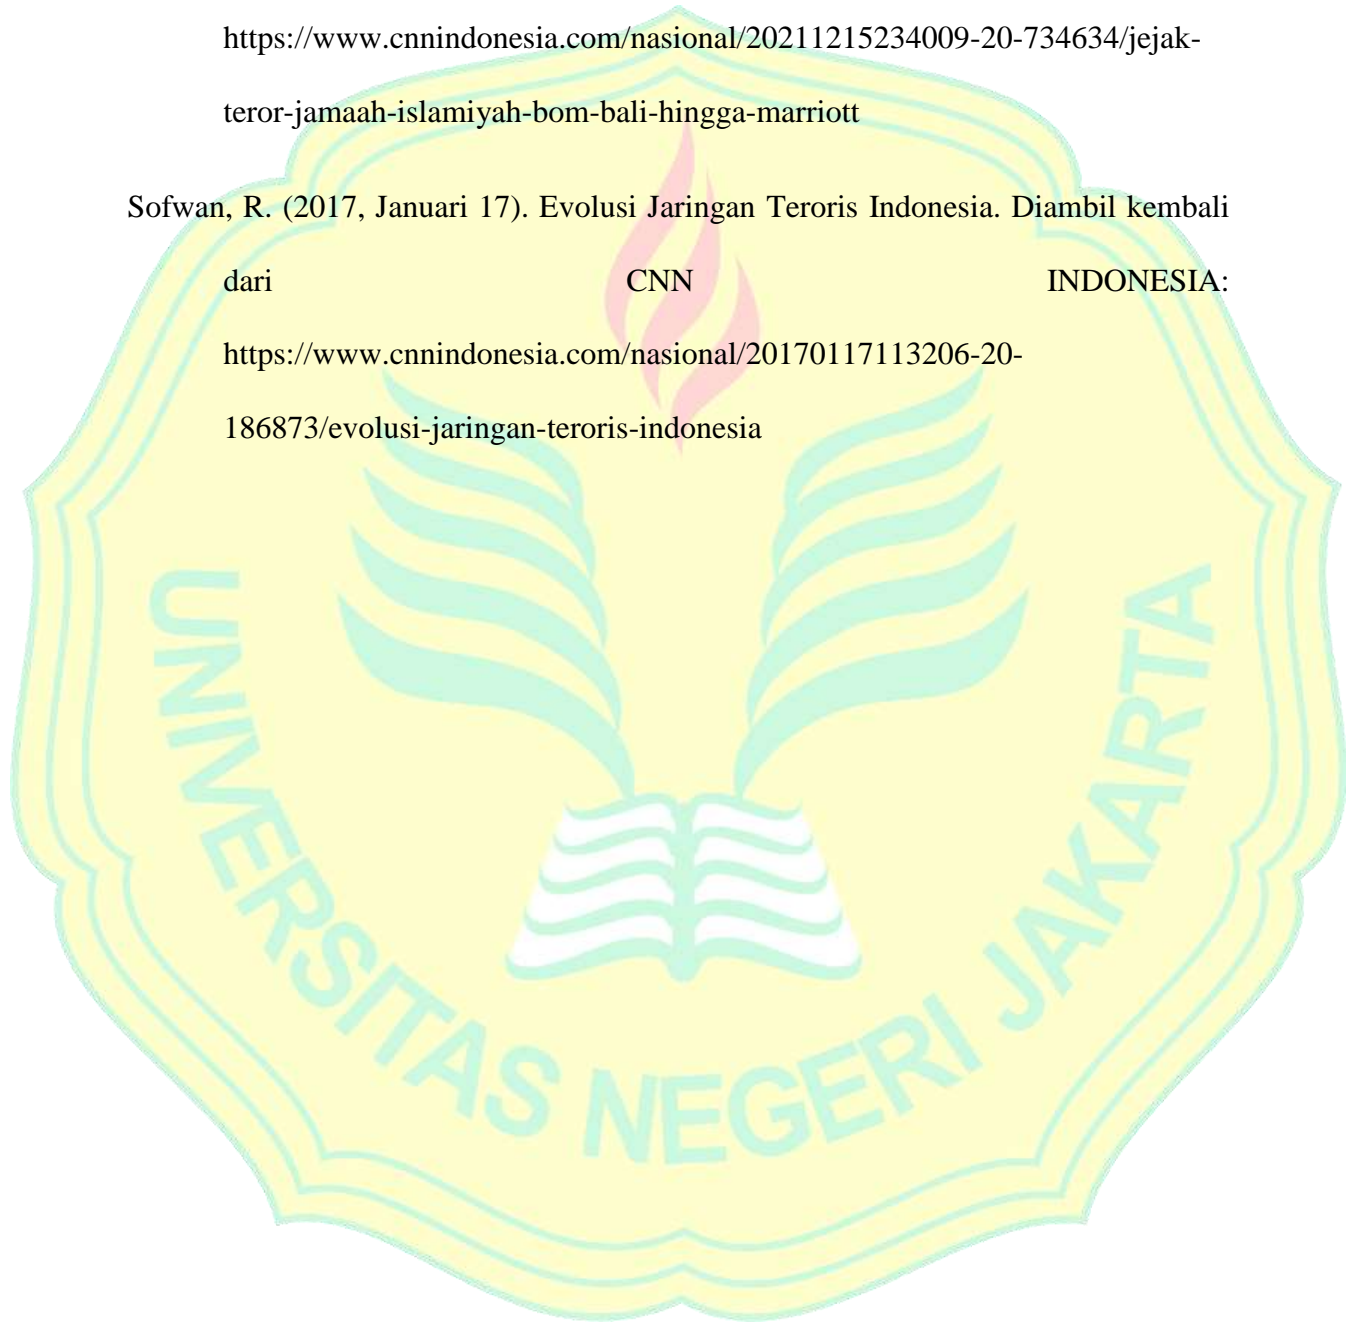 https://www.cnnindonesia.com/nasional/20211215234009-20-734634/jejak-
teror-jamaah-islamiyah-bom-bali-hingga-marriott
Sofwan, R. (2017, Januari 17). Evolusi Jaringan Teroris Indonesia. Diambil kembali
dari CNN INDONESIA:
https://www.cnnindonesia.com/nasional/20170117113206-20-
186873/evolusi-jaringan-teroris-indonesia
UNIVERSITAS NEGERI JAKARTA